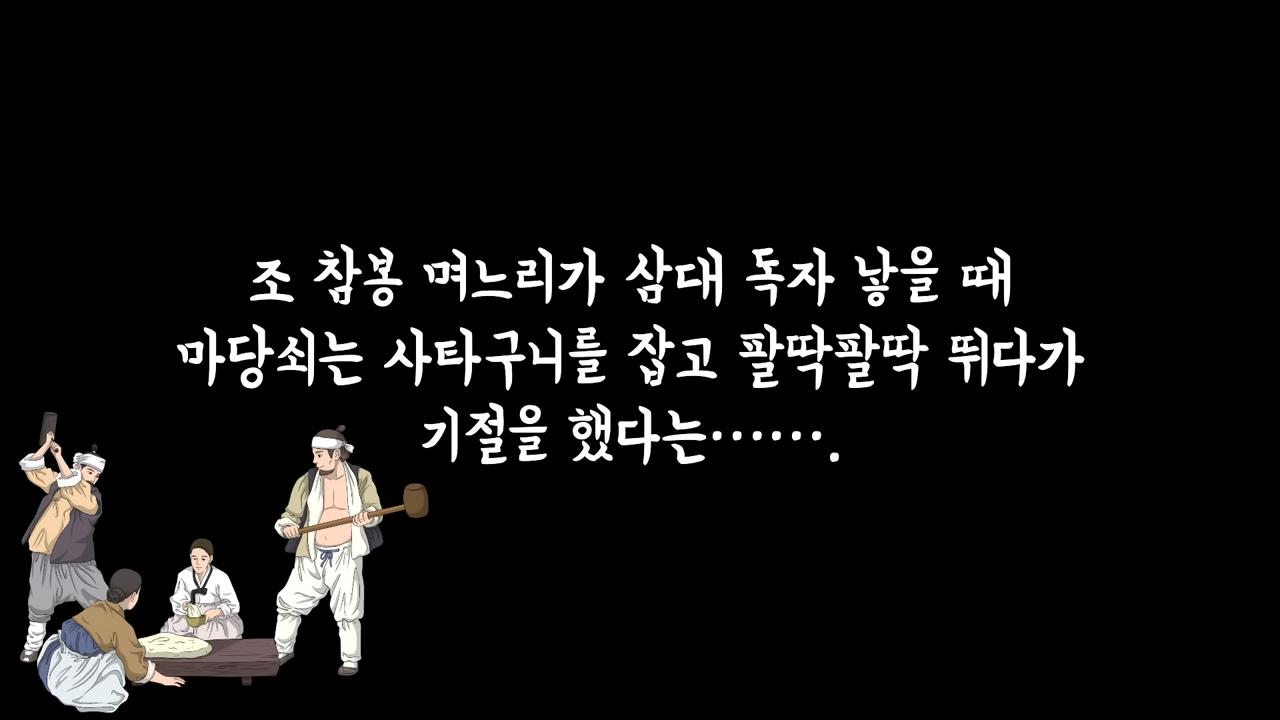 조 참봉 며느리가 삼대 독자 낳을 때
마당쇠는 사타구니를 잡고 팔딱팔딱 뛰다가
기절을 했다는…….